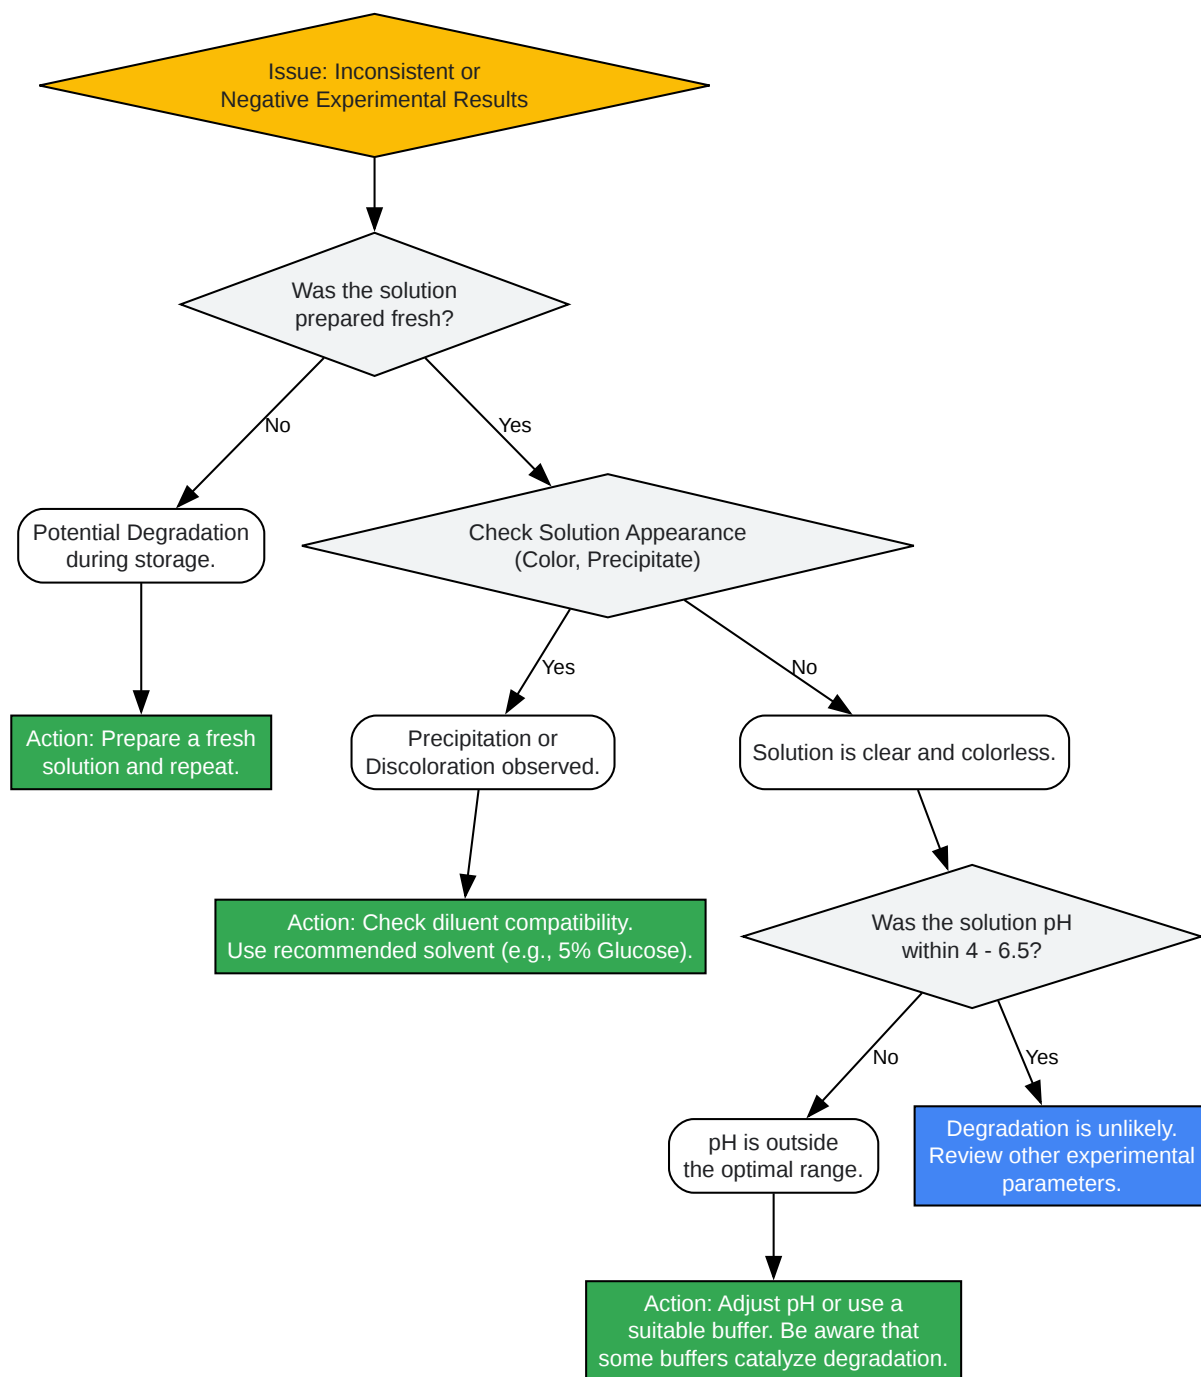 Issue: Inconsistent or
Negative Experimental Results
Was the solution
prepared fresh?
No
Yes
Potential Degradation
during storage.
Check Solution Appearance
(Color, Precipitate)
Yes
No
Action: Prepare a fresh
solution and repeat.
Precipitation or
Discoloration observed.
Solution is clear and colorless.
Action: Check diluent compatibility.
Use recommended solvent (e.g., 5% Glucose).
Was the solution pH
within 4 - 6.5?
No
Yes
pH is outside
the optimal range.
Degradation is unlikely.
Review other experimental
parameters.
Action: Adjust pH or use a
suitable buffer. Be aware that
some buffers catalyze degradation.